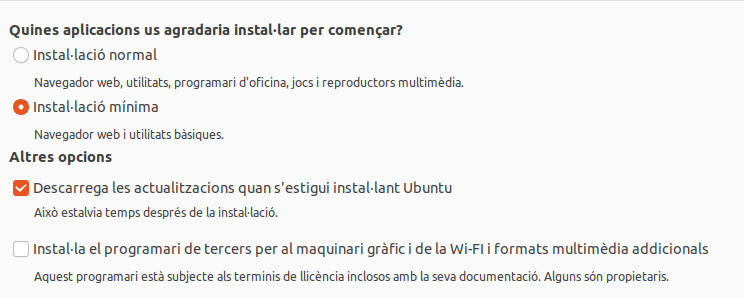 Quines aplicacions us agradaria instal·lar per començar?
Instal·lació normal
Navegador web, utilitats, programari d'oficina, jocs i reproductors multimèdia.
Instal·lació mínima
Navegador web i utilitats bàsiques.
Altres opcions
Descarrega les actualitzacions quan s'estigui instal·lant Ubuntu
Això estalvia temps després de la instal·lació.
Instal·la el programari de tercers per al maquinari gràfic i de la Wi-FI i formats multimèdia addicionals
Aquest programari està subjecte als terminis de llicència inclosos amb la seva documentació. Alguns són propietaris.